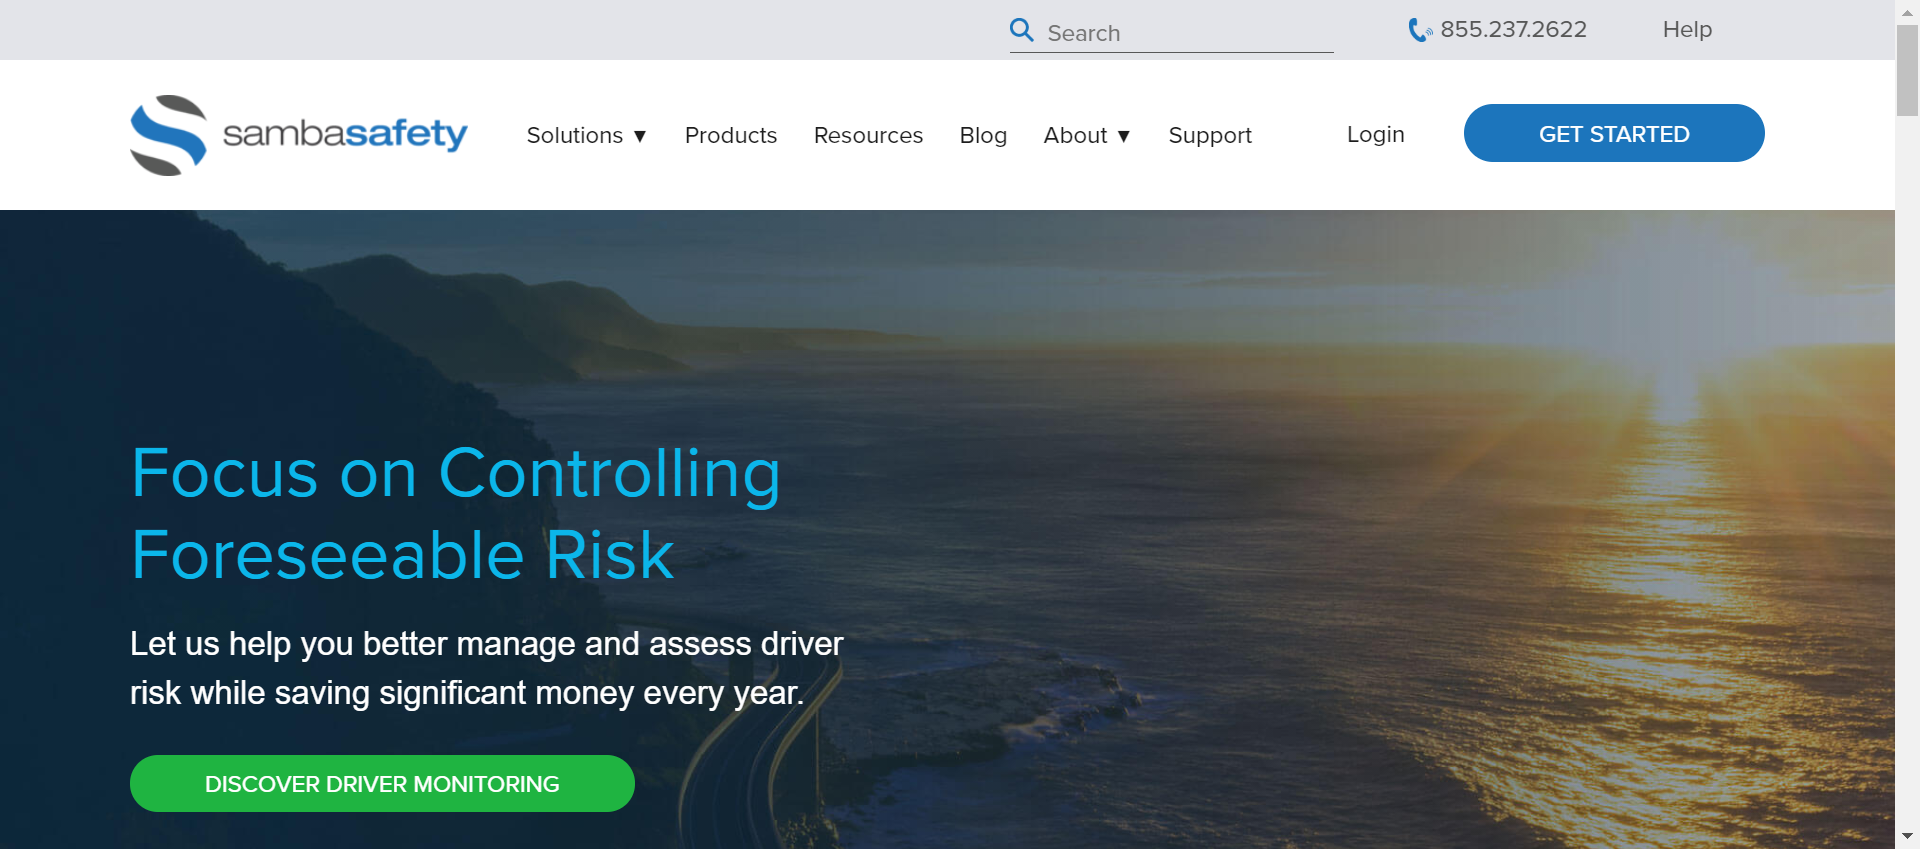 Search
855.237.2622
Help
sambasafety
Solutions ▼
Products
Resources
Blog
About ▼
Support
Login
GET STARTED
Focus on Controlling
Foreseeable Risk
Let us help you better manage and assess driver
risk while saving significant money every year.
DISCOVER DRIVER MONITORING